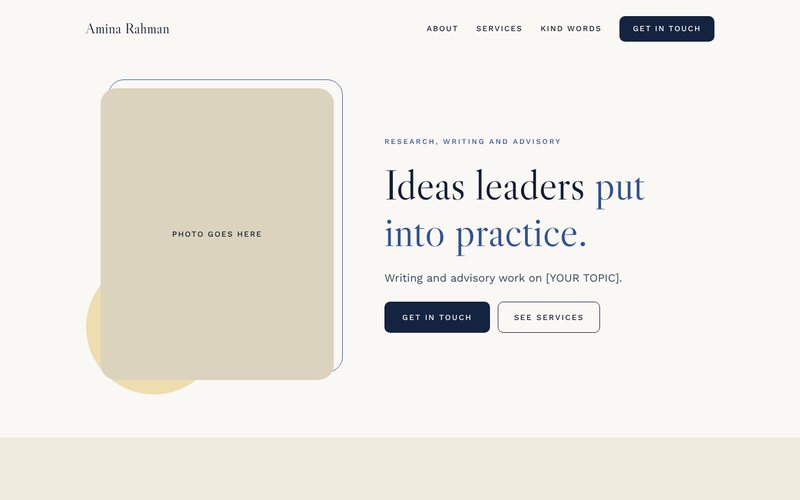 Amina Rahman
ABOUT
SERVICES
KIND WORDS
GET IN TOUCH
PHOTO GOES HERE
RESEARCH, WRITING AND ADVISORY
Ideas leaders put
into practice.
Writing and advisory work on [YOUR TOPIC].
GET IN TOUCH
SEE SERVICES